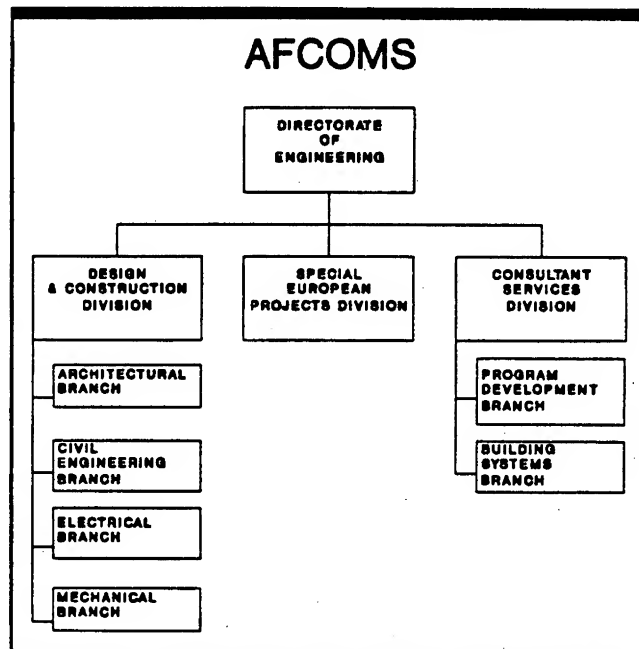 AFCOMS
DIRECTORATE
OF
ENGINEERING
DESIGN
& CONSTRUCTION
DIVISION
SPECIAL
EUROPEAN
PROJECTS DIVISION
CONSULTANT
SERVICES
DIVISION
ARCHITECTURAL
BRANCH
CIVIL
ENGINEERING
BRANCH
ELECTRICAL
BRANCH
MECHANICAL
BRANCH
PROGRAM
DEVELOPMENT
BRANCH
BUILDING
SYSTEMS
BRANCH